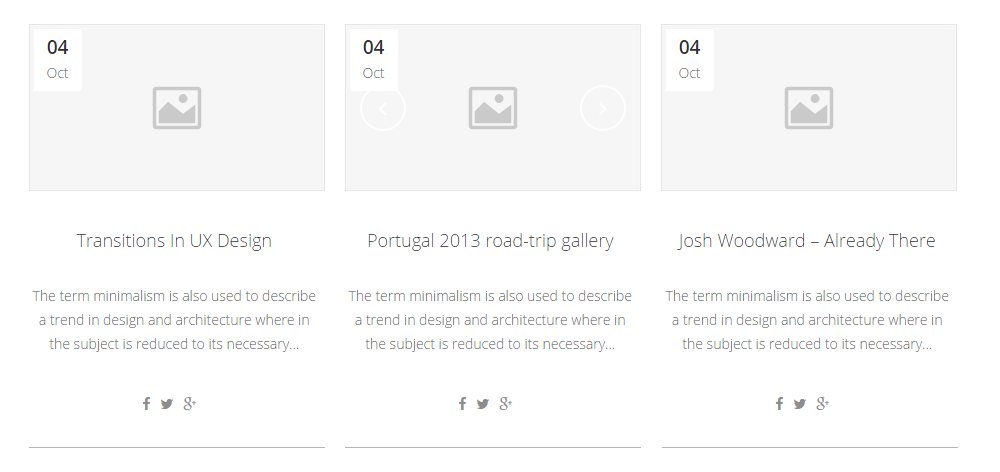 04
Oct
Transitions In UX Design
The term minimalism is also used to describe
a trend in design and architecture where in
the subject is reduced to its necessary...
04
Oct
Portugal 2013 road-trip gallery
The term minimalism is also used to describe
a trend in design and architecture where in
the subject is reduced to its necessary...
04
Oct
Josh Woodward – Already There
The term minimalism is also used to describe
a trend in design and architecture where in
the subject is reduced to its necessary...